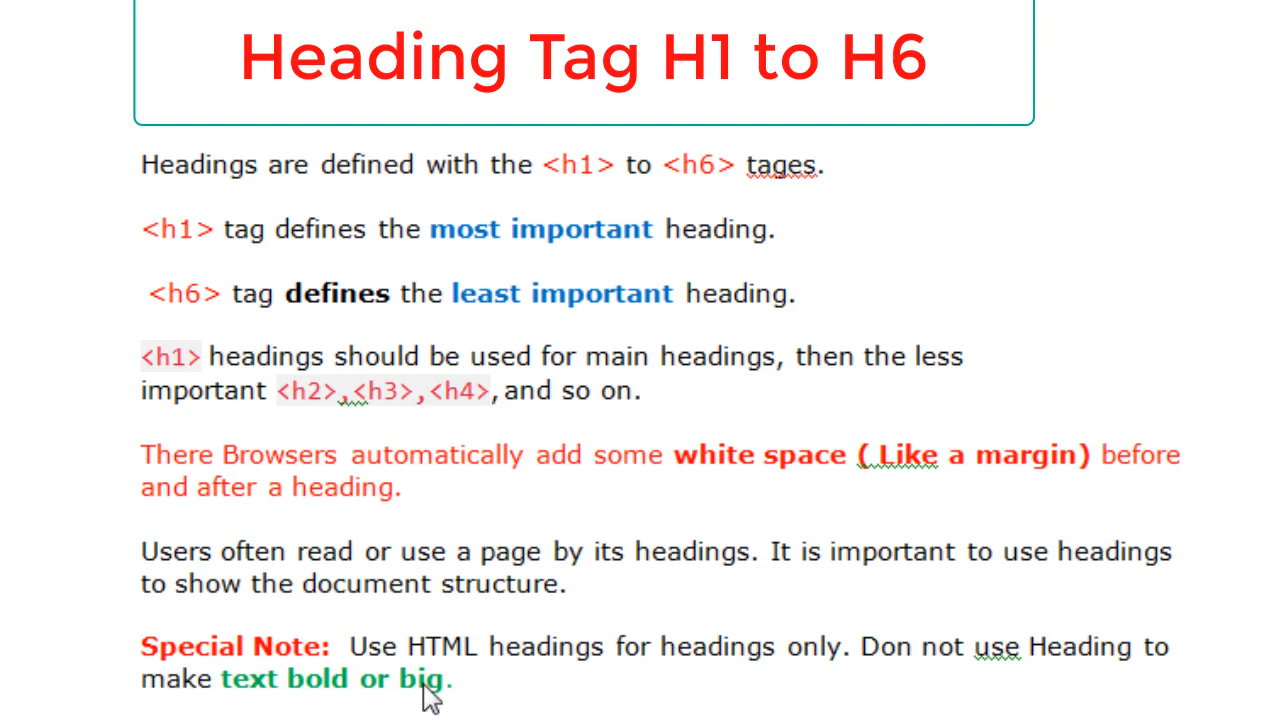 Heading Tag H1 to H6
Headings are defined with the <h1> to <h6> tages.
<h1> tag defines the most important heading.
<h6> tag defines the least important heading.
<h1> headings should be used for main headings, then the less
important <h2>,<h3>,<h4>, and so on.
There Browsers automatically add some white space ( Like a margin) before
and after a heading.
Users often read or use a page by its headings. It is important to use headings
to show the document structure.
Special Note: Use HTML headings for headings only. Don not use Heading to
make text bold or big.